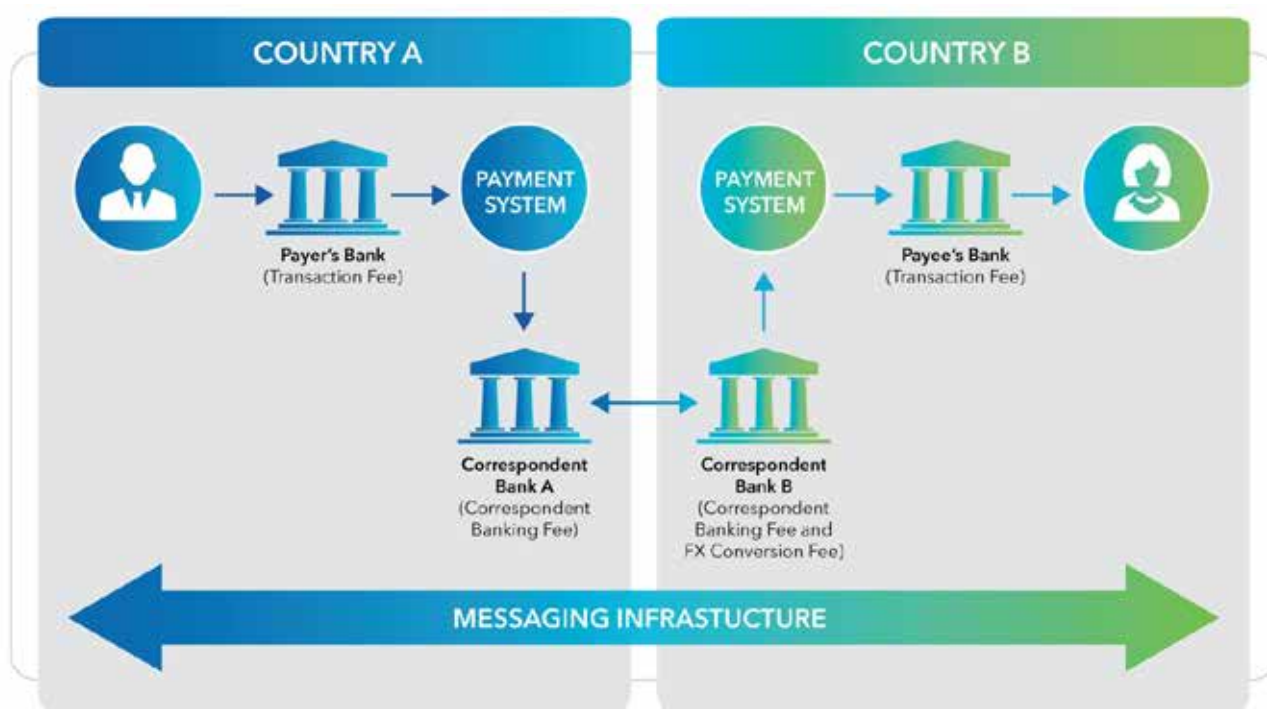 COUNTRY A
COUNTRY B
PAYMENT
SYSTEM
Payer's Bank
(Transaction Fee)
PAYMENT
SYSTEM
Payee's Bank
(Transaction Fee)
Correspondent
Bank A
(Correspondent
Banking Fee)
Correspondent
Bank B
(Correspondent
Banking Fee and
FX Conversion Fee)
MESSAGING INFRASTUCTURE